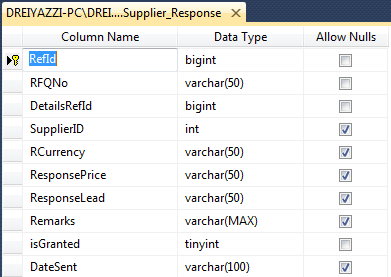 DREIYAZZI-PC\DREI....Supplier_Response
Column Name Data Type Allow Nulls
RefId bigint
RFQNo varchar(50)
DetailsRefId bigint
SupplierID int
RCurrency varchar(50)
ResponsePrice varchar(50)
ResponseLead varchar(50)
Remarks varchar(MAX)
isGranted tinyint
DateSent varchar(100)